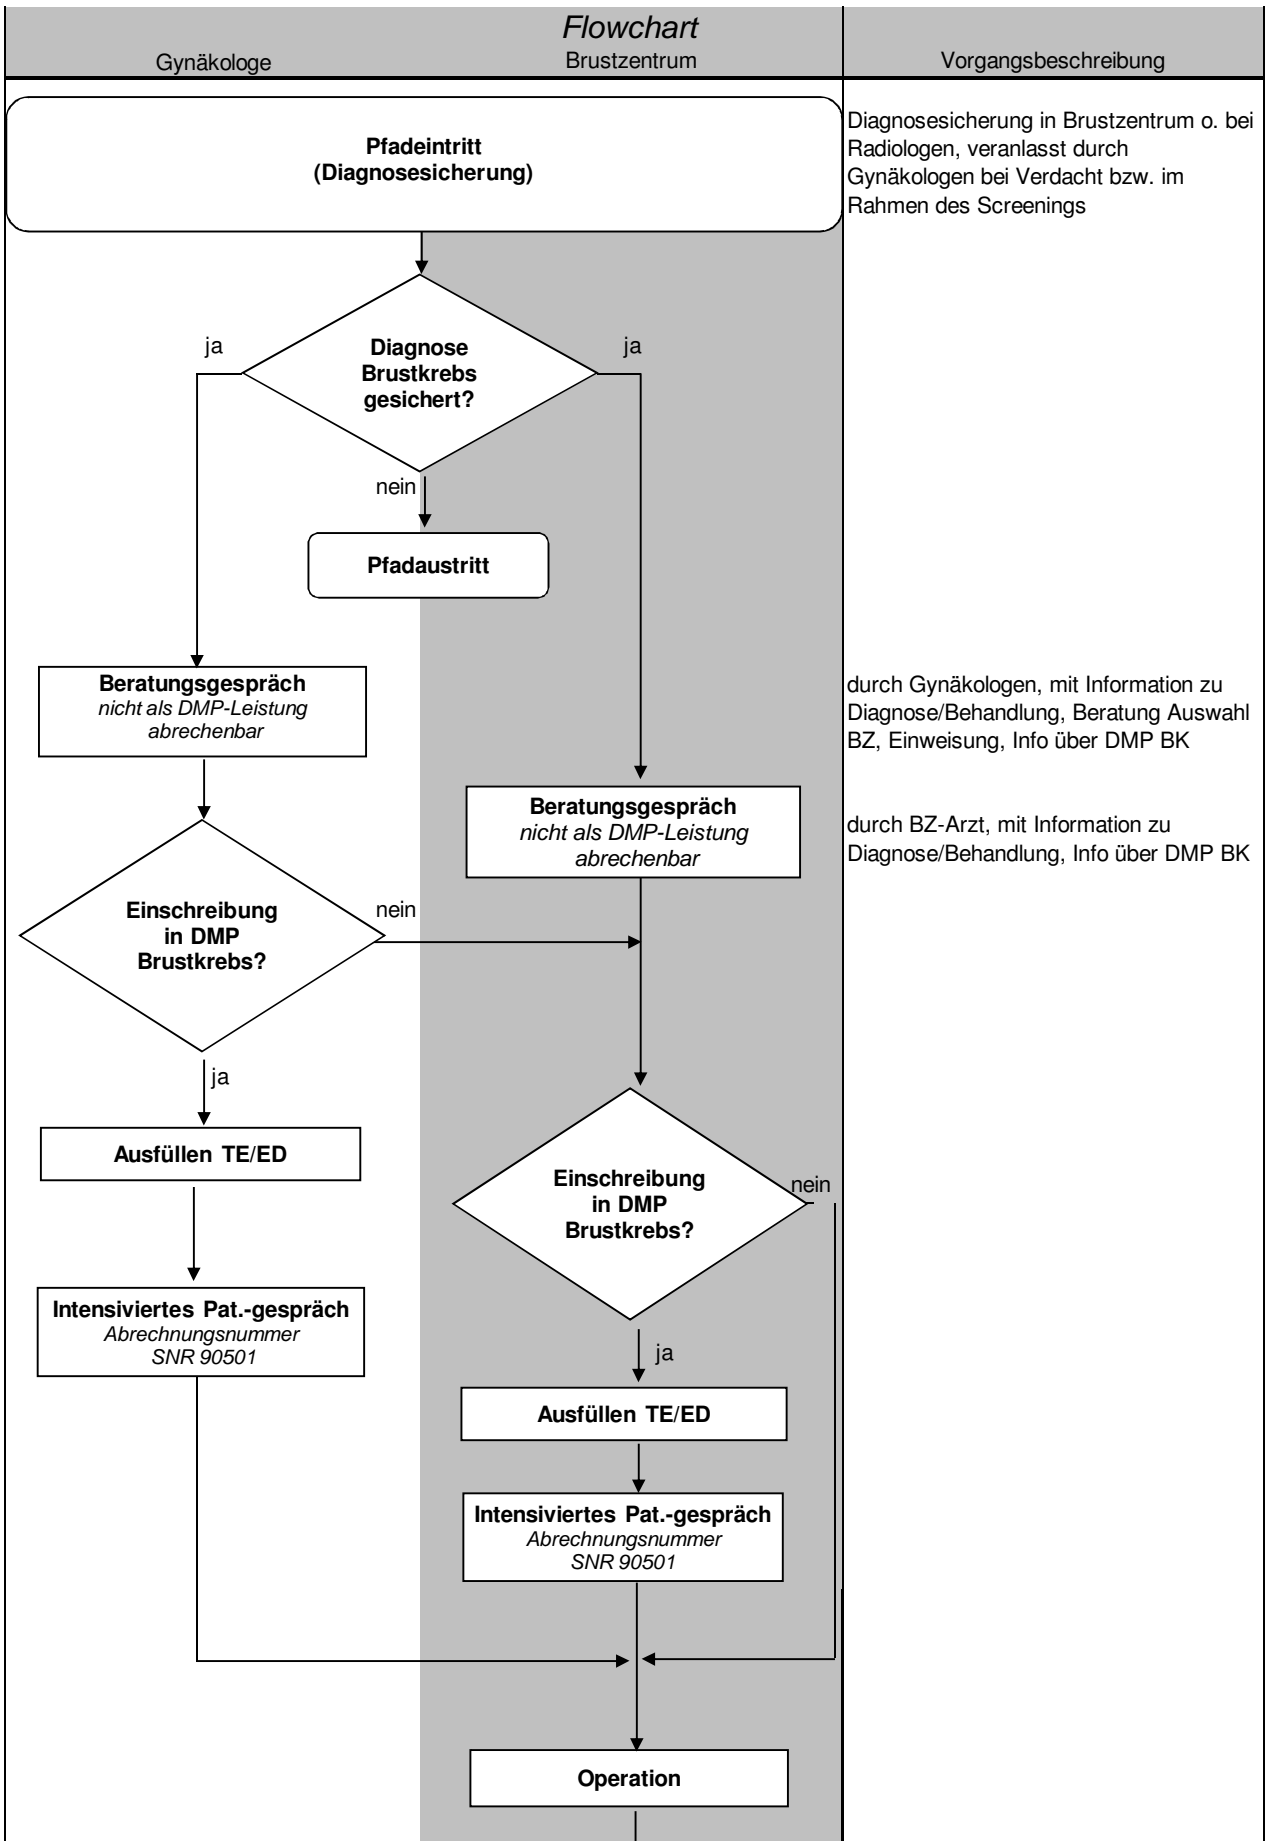 Flowchart
Gynäkologe
Brustzentrum
Vorgangsbeschreibung
Pfadeintritt
(Diagnosesicherung)
Diagnosesicherung in Brustzentrum o. bei
Radiologen, veranlasst durch
Gynäkologen bei Verdacht bzw. im
Rahmen des Screenings
ja
Diagnose
Brustkrebs
gesichert?
ja
nein
Pfadaustritt
Beratungsgespräch
nicht als DMP-Leistung
abrechenbar
durch Gynäkologen, mit Information zu
Diagnose/Behandlung, Beratung Auswahl
BZ, Einweisung, Info über DMP BK
Beratungsgespräch
nicht als DMP-Leistung
abrechenbar
durch BZ-Arzt, mit Information zu
Diagnose/Behandlung, Info über DMP BK
Einschreibung
in DMP
Brustkrebs?
nein
ja
Ausfüllen TE/ED
Einschreibung
in DMP
Brustkrebs?
nein
Intensiviertes Pat.-gespräch
Abrechnungsnummer
SNR 90501
ja
Ausfüllen TE/ED
Intensiviertes Pat.-gespräch
Abrechnungsnummer
SNR 90501
Operation